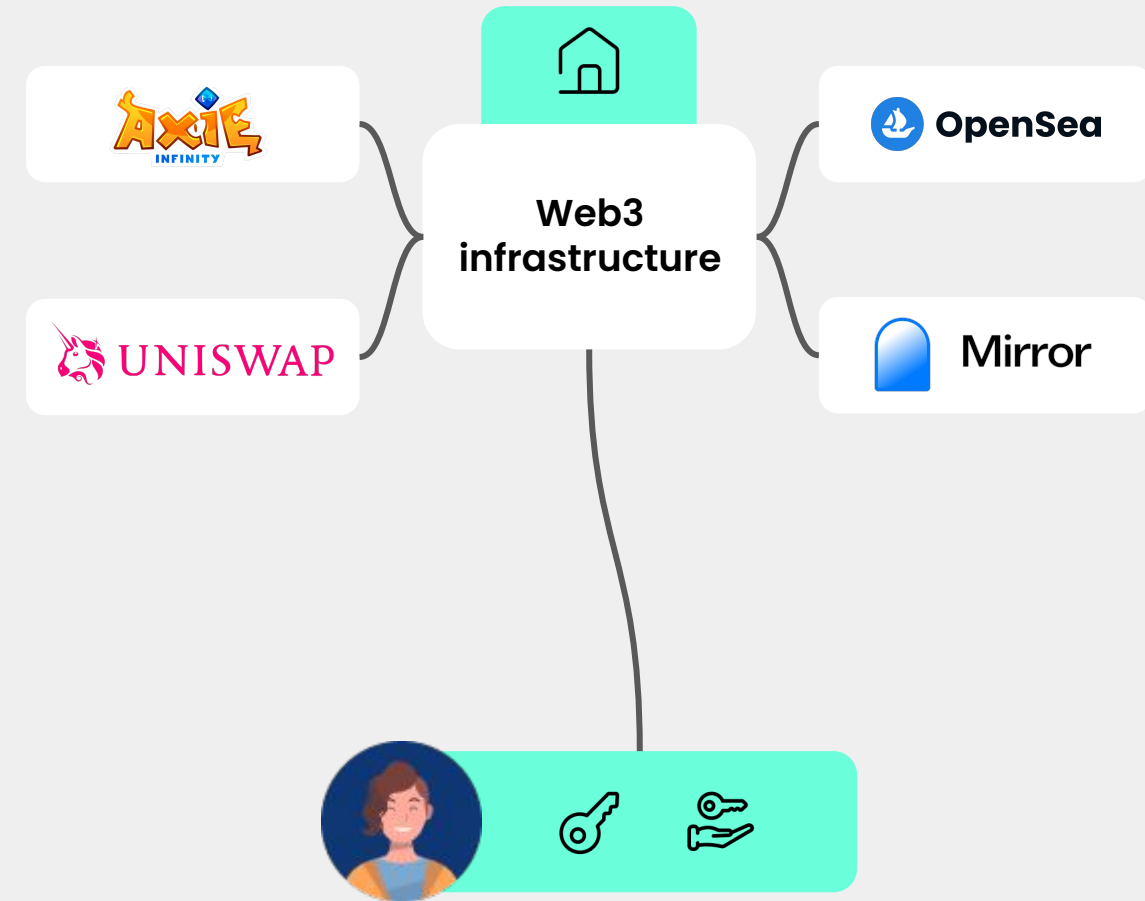 AXIE
INFINITY
OpenSea
Web3
infrastructure
UNISWAP
Mirror